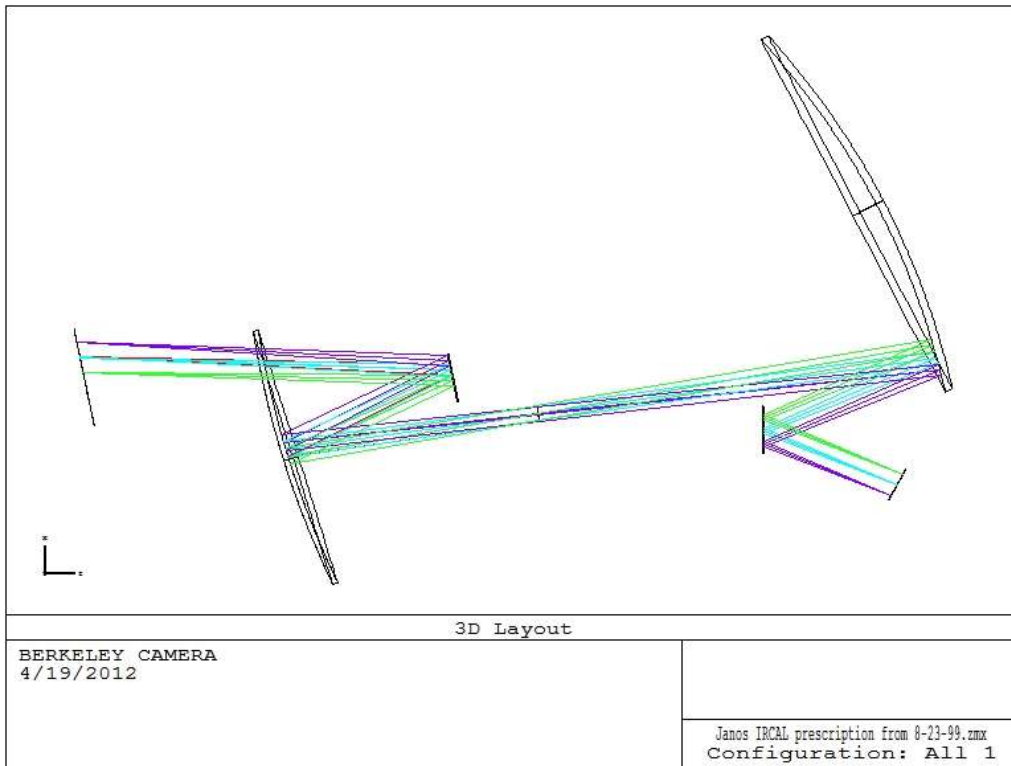 3D Layout
BERKELEY CAMERA
4/19/2012
Janos IRCAL prescription from 8-23-99.zmx
Configuration: All 1